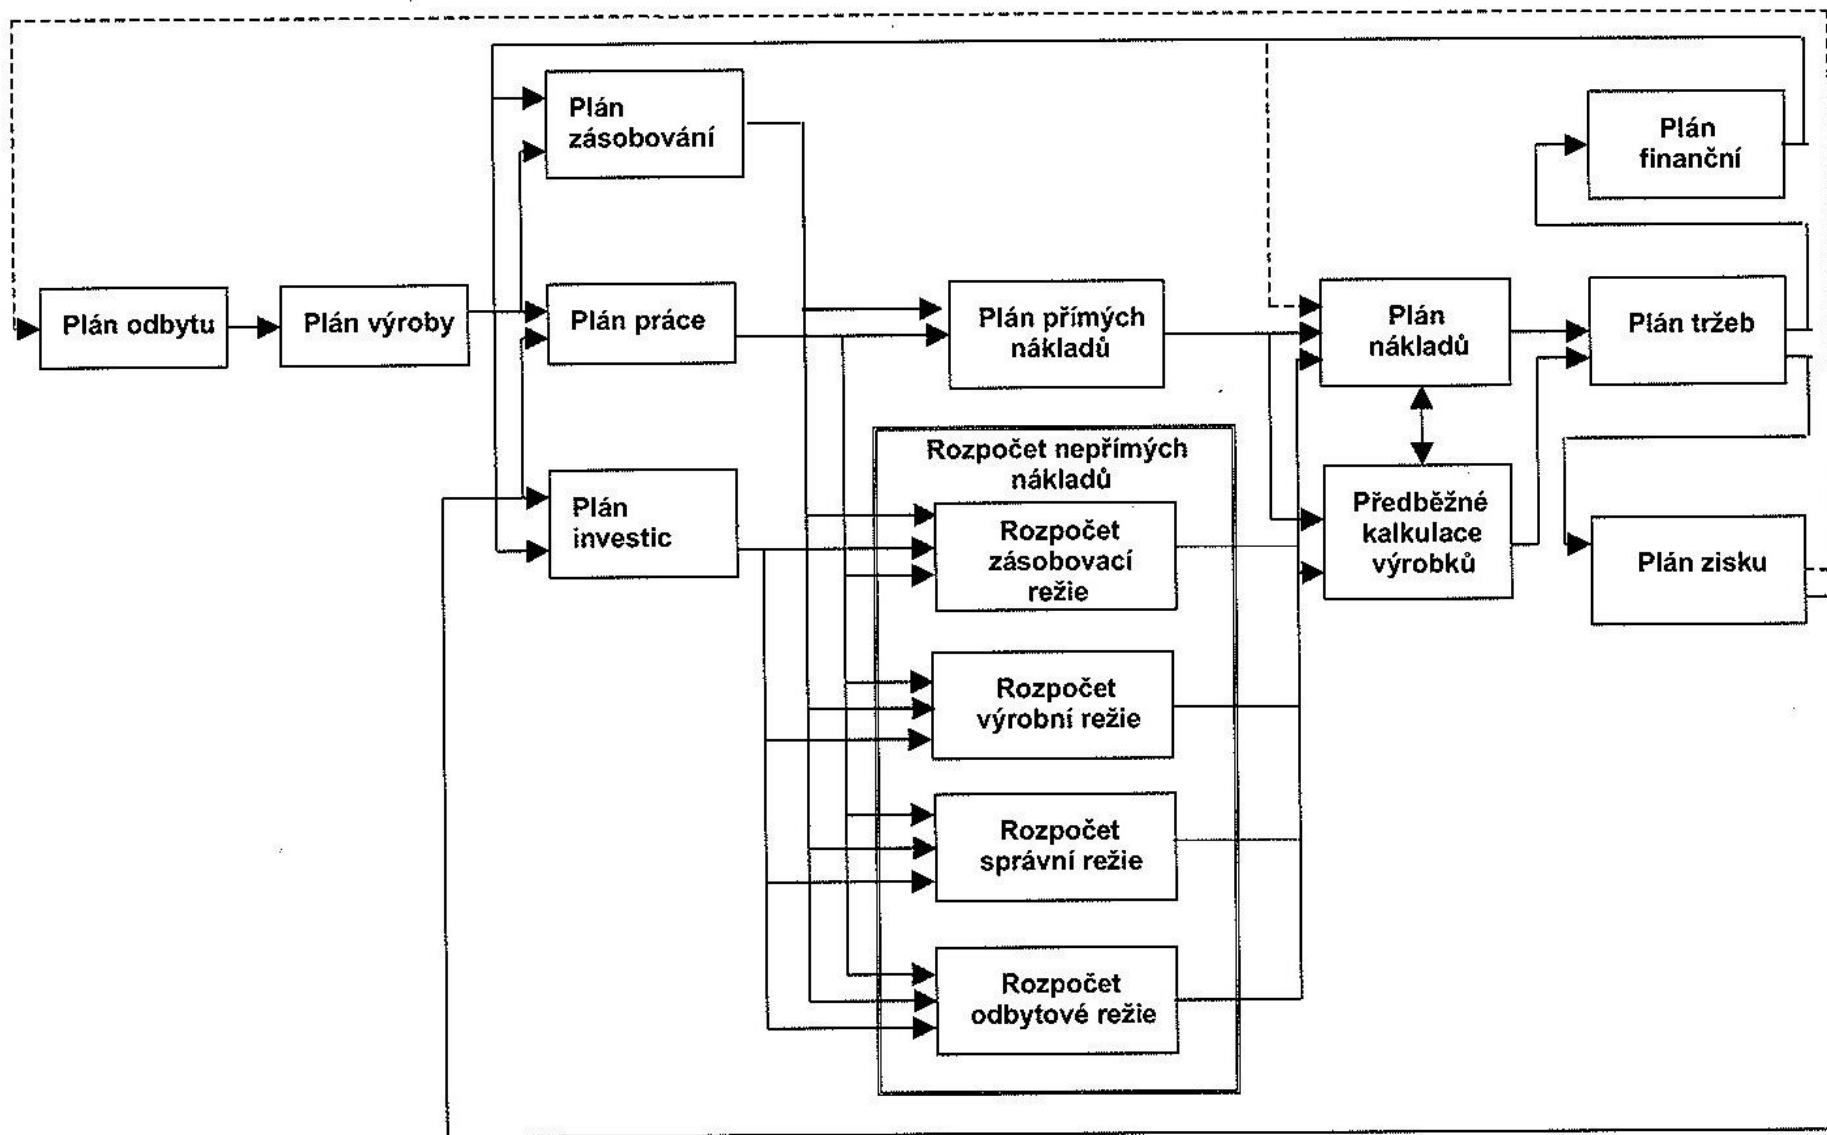 Plán
zásobování
Plán
finanční
Plán odbytu
Plán výroby
Plán práce
Plán přímých
nákladů
Plán
nákladů
Plán tržeb
Plán
investic
Rozpočet nepřímých
nákladů
Rozpočet
zásobovací
režie
Předběžné
kalkulace
výrobků
Plán zisku
Rozpočet
výrobní režie
Rozpočet
správní režie
Rozpočet
odbytové režie